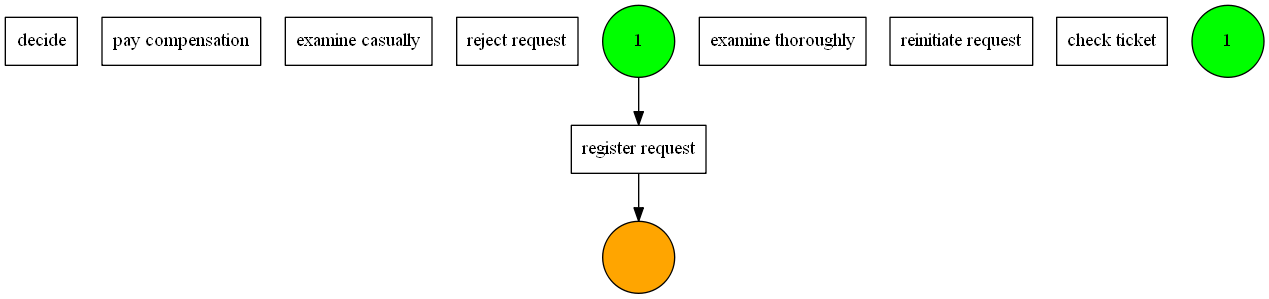 decide
pay compensation
examine casually
reject request
1
examine thoroughly
reinitiate request
check ticket
1
register request